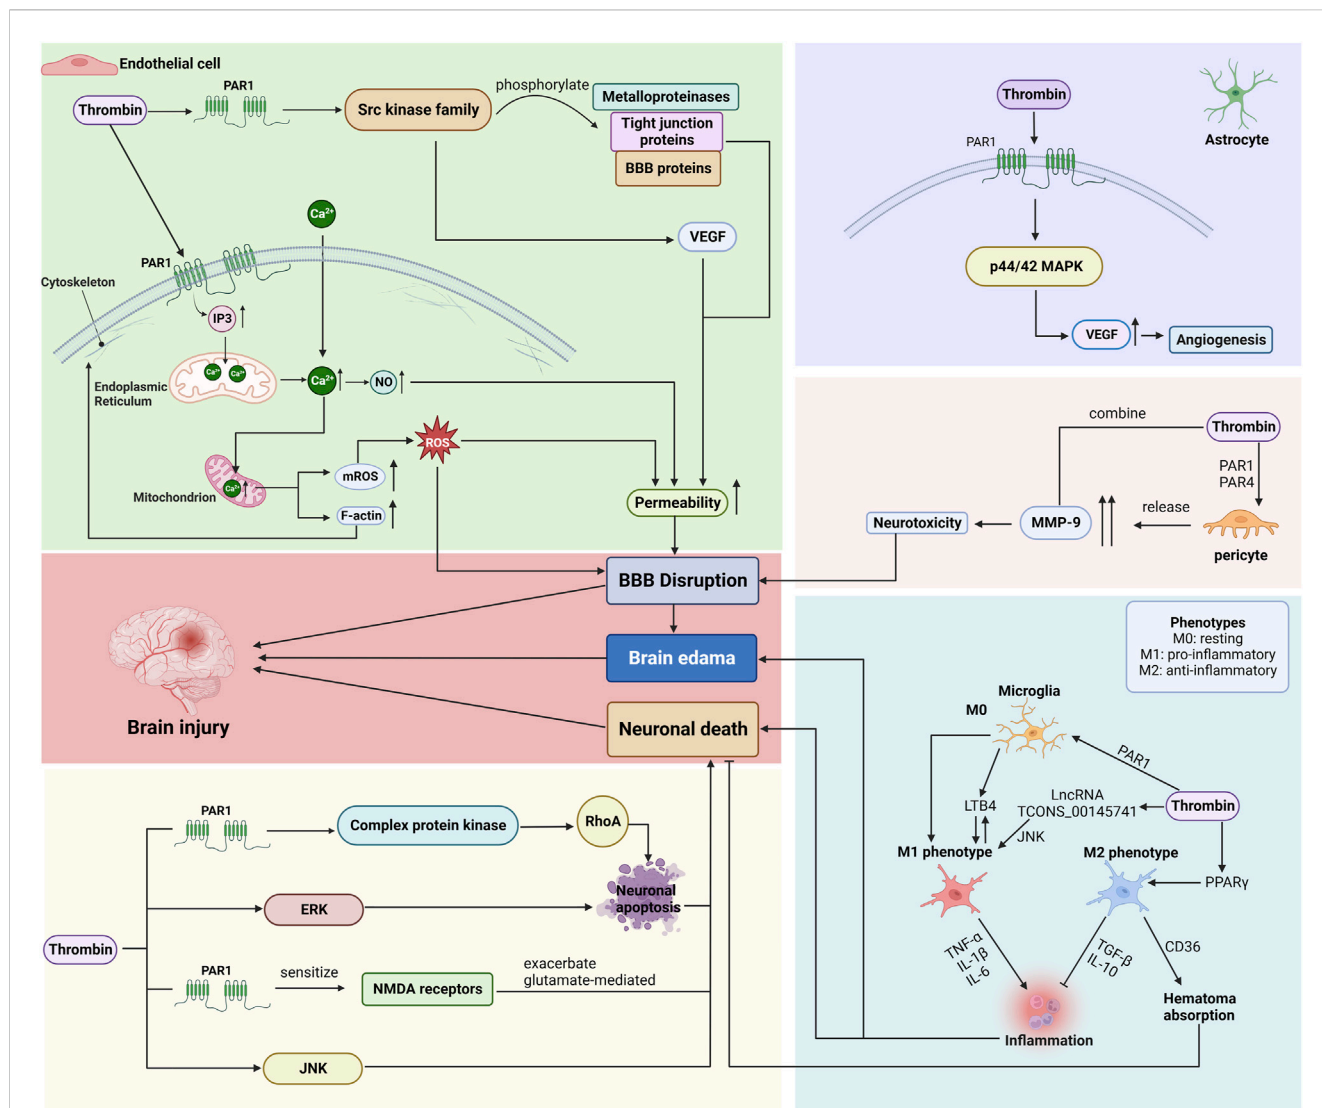 Endothelial cell
Thrombin
PAR1
Src kinase family
phosphorylate
Metalloproteinases
Tight junction
proteins
BBB proteins
Ca2+
VEGF
PAR1
Cytoskeleton
IP3
Ca2+
Ca2+
Endoplasmic
Reticulum
Ca2+
NO
ROS
mROS
Ca2+
Mitochondrion
F-actin
Permeability
Thrombin
Astrocyte
PAR1
p44/42 MAPK
VEGF
Angiogenesis
combine
Thrombin
PAR1
PAR4
release
MMP-9
Neurotoxicity
pericyte
BBB Disruption
Brain edama
Neuronal death
Brain injury
Phenotypes
M0: resting
M1: pro-inflammatory
M2: anti-inflammatory
Microglia
M0
PAR1
LTB4
LncRNA
TCONS_00145741
Thrombin
JNK
M1 phenotype
M2 phenotype
PPARγ
TNF-α
IL-1β
IL-6
TGF-β
IL-10
CD36
Hematoma
absorption
Inflammation
PAR1
Complex protein kinase
RhoA
Neuronal
apoptosis
ERK
Thrombin
PAR1
sensitize
NMDA receptors
exacerbate
glutamate-mediated
JNK